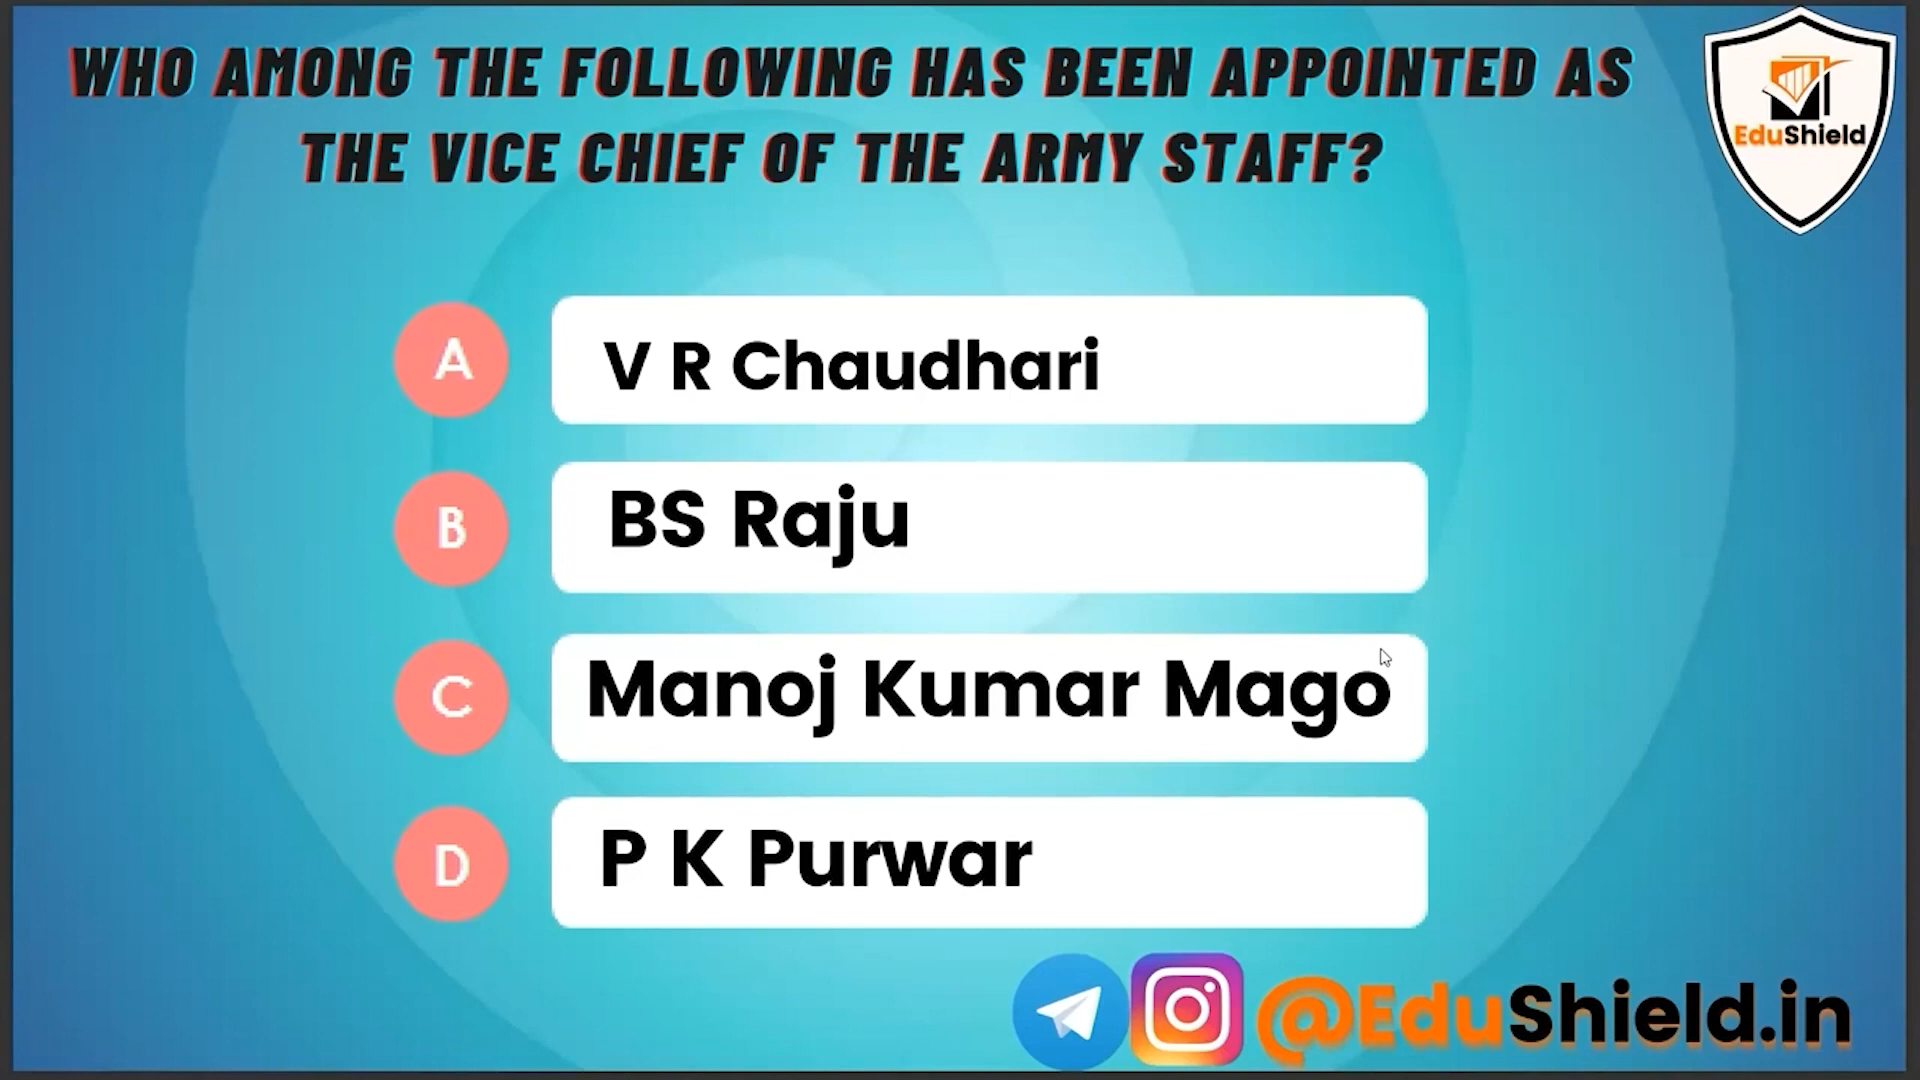 WHO AMONG THE FOLLOWING HAS BEEN APPOINTED AS
THE VICE CHIEF OF THE ARMY STAFF?
EduShield
A
V R Chaudhari
B
BS Raju
C
Manoj Kumar Mago
D
P K Purwar
@EduShield.in